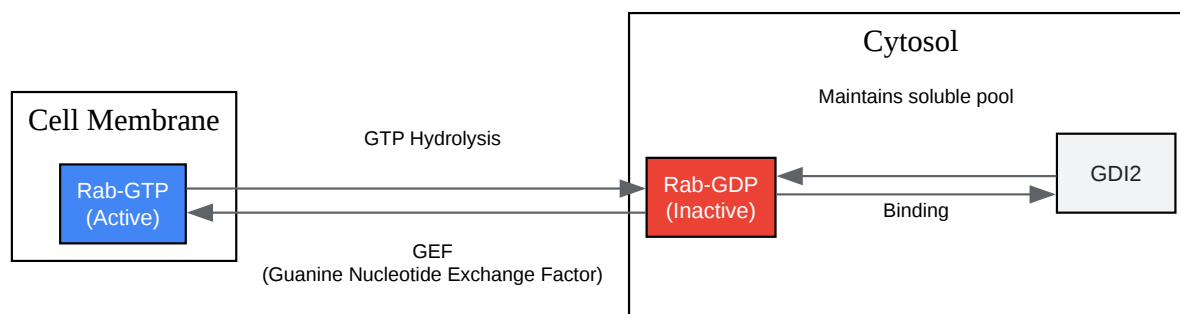 Cytosol
Maintains soluble pool
Cell Membrane
GTP Hydrolysis
Rab-GTP
(Active)
Rab-GDP
(Inactive)
GDI2
Binding
GEF
(Guanine Nucleotide Exchange Factor)